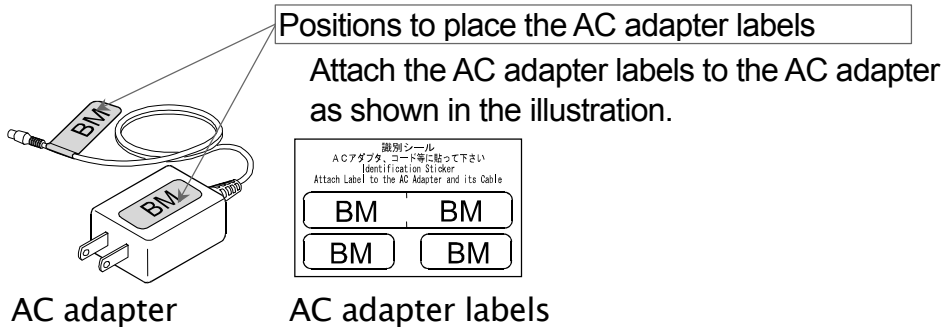 Positions to place the AC adapter labels
Attach the AC adapter labels to the AC adapter
as shown in the illustration.
BM
BM
識別シール
ACアダプタ、コード等に貼って下さい
Identification Sticker
Attach Label to the AC Adapter and its Cable
BM BM
BM BM
AC adapter
AC adapter labels